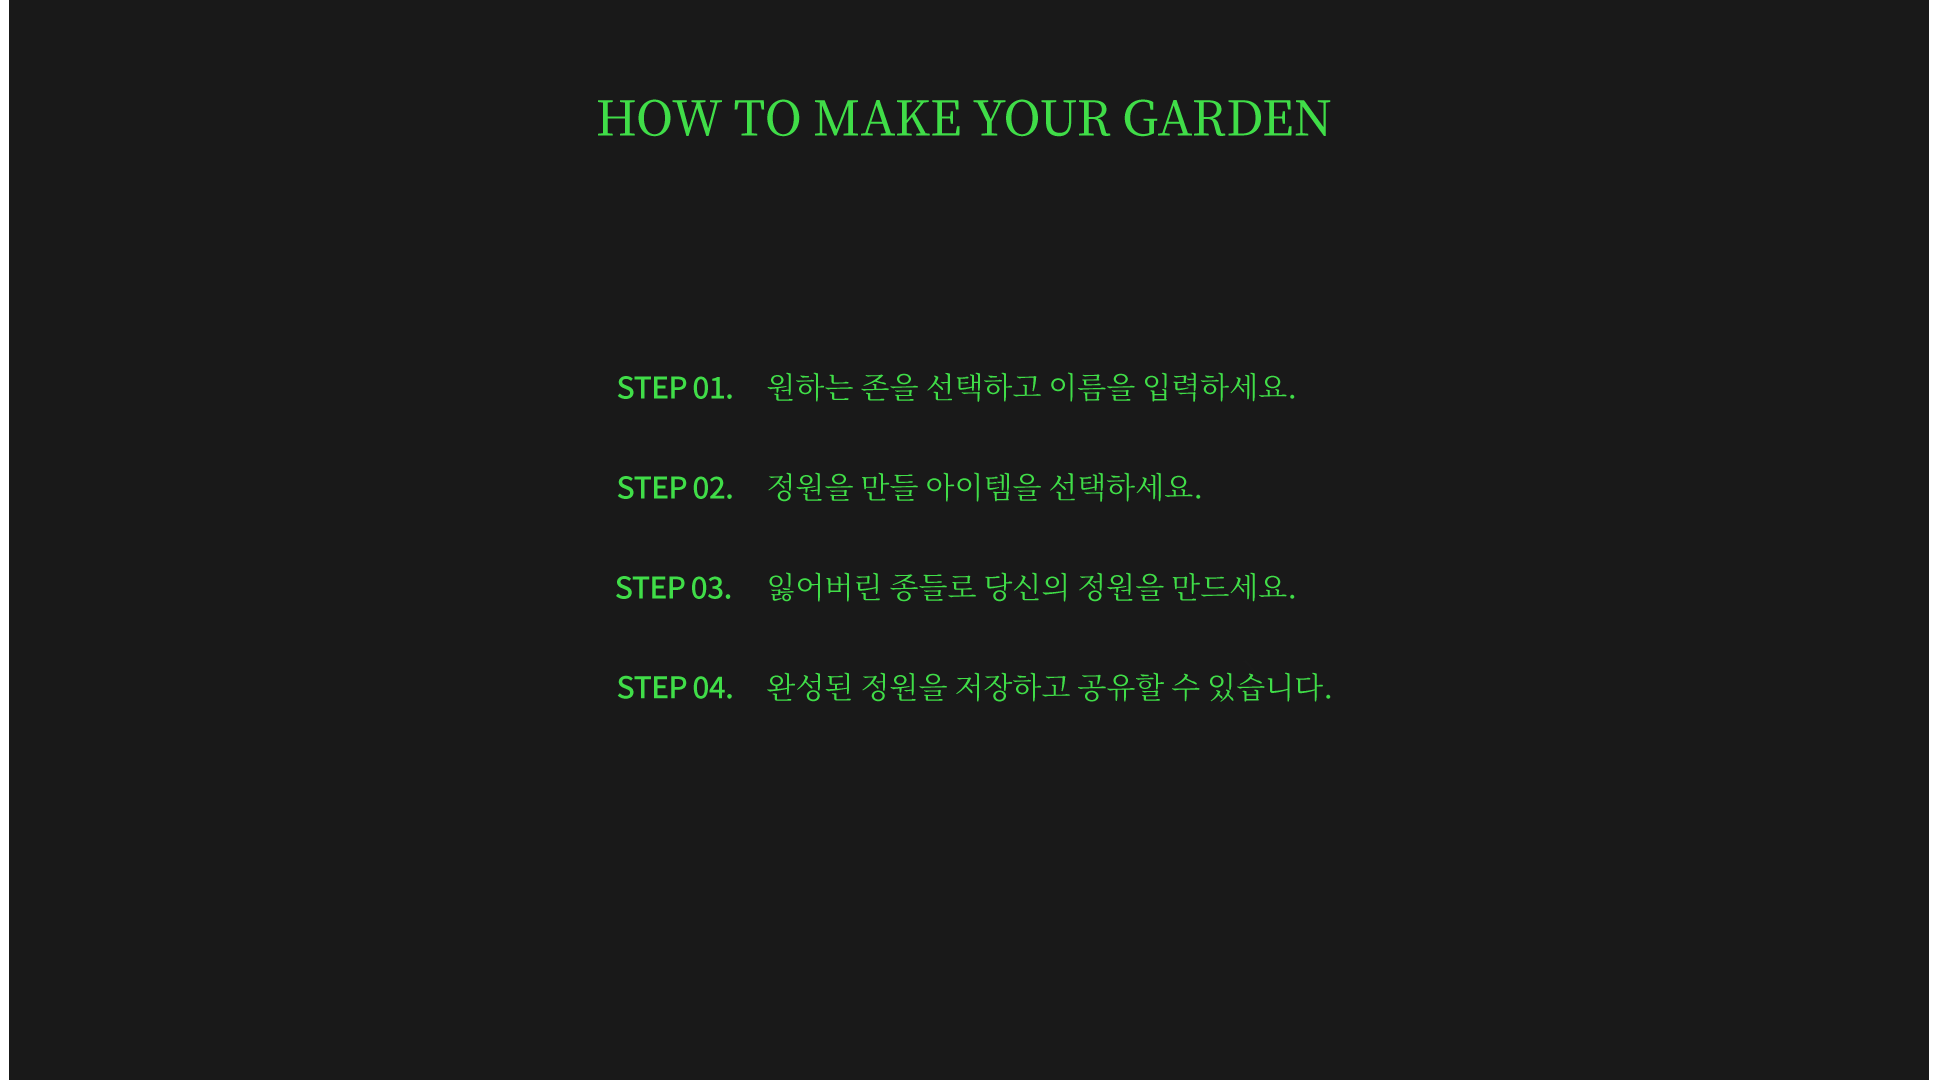 HOW TO MAKE YOUR GARDEN
STEP 01. 원하는 존을 선택하고 이름을 입력하세요.
STEP 02. 정원을 만들 아이템을 선택하세요.
STEP 03. 잃어버린 종들로 당신의 정원을 만드세요.
STEP 04. 완성된 정원을 저장하고 공유할 수 있습니다.